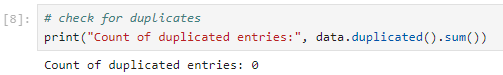 [8]: # check for duplicates
print("Count of duplicated entries:", data.duplicated().sum())
Count of duplicated entries: 0